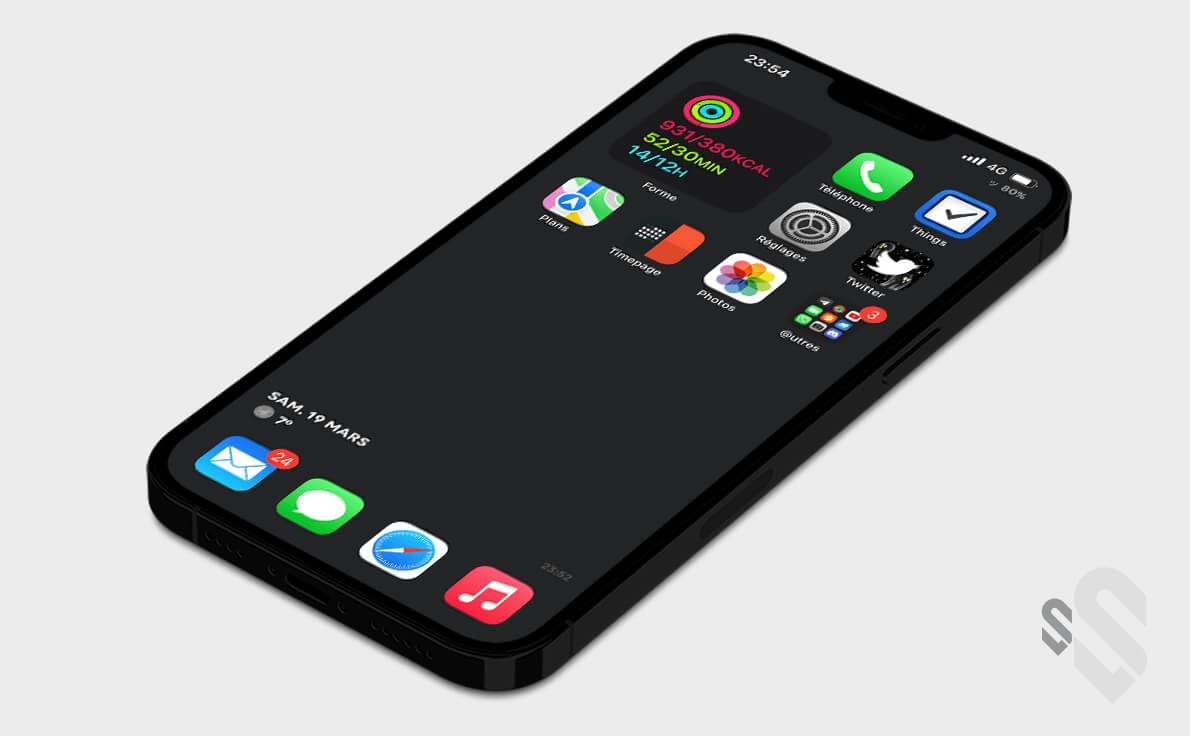 23:54
4G
ツ 80%
931/380KCAL
52/30MIN
14/12H
Forme
Téléphone
Things
Plans
Timepage
Réglages
Twitter
Photos
@utres
3
SAM. 19 MARS
7°
24
23:52